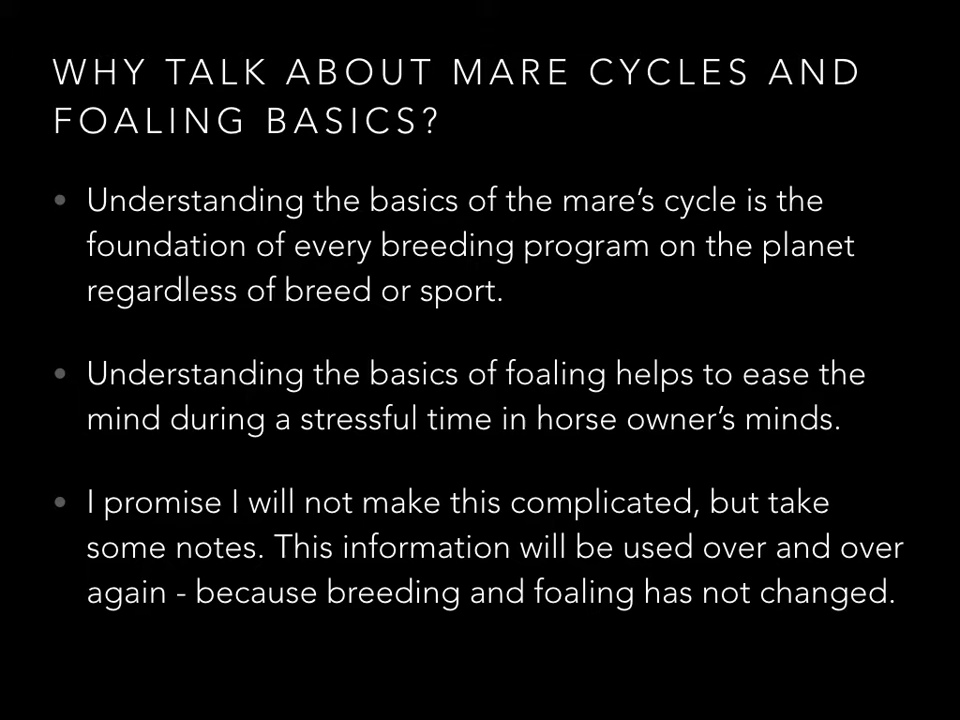 WHY TALK ABOUT MARE CYCLES AND
FOALING BASICS?
• Understanding the basics of the mare's cycle is the
foundation of every breeding program on the planet
regardless of breed or sport.
• Understanding the basics of foaling helps to ease the
mind during a stressful time in horse owner's minds.
• I promise I will not make this complicated, but take
some notes. This information will be used over and over
again - because breeding and foaling has not changed.